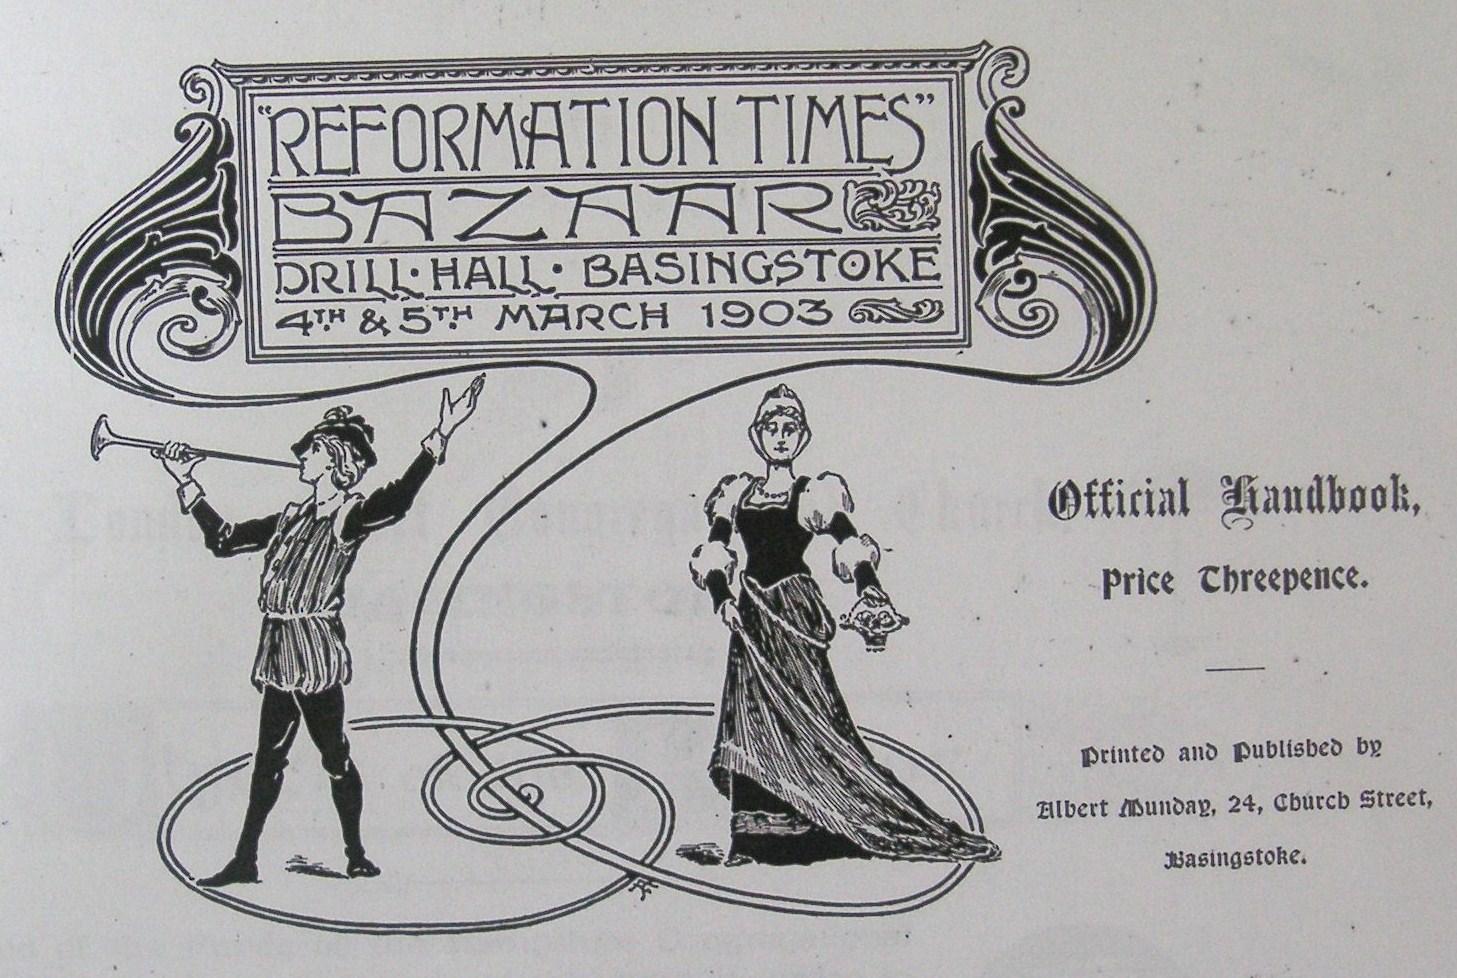 "REFORMATION TIMES"
BAZAAR
DRILL·HALL·BASINGSTOKE
4TH & 5TH MARCH 1903
Official Handbook,
Price Threepence.
Printed and Published by
Albert Munday, 24, Church Street,
Basingstoke.